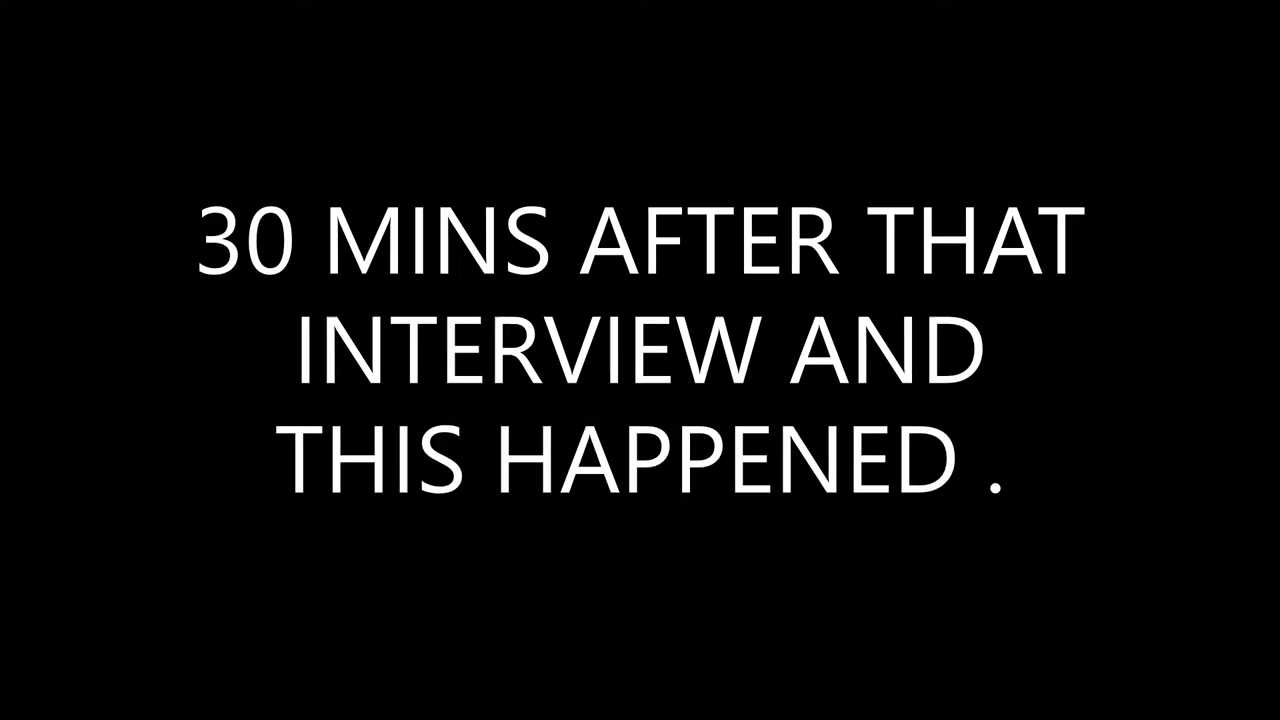 30 MINS AFTER THAT
INTERVIEW AND
THIS HAPPENED .